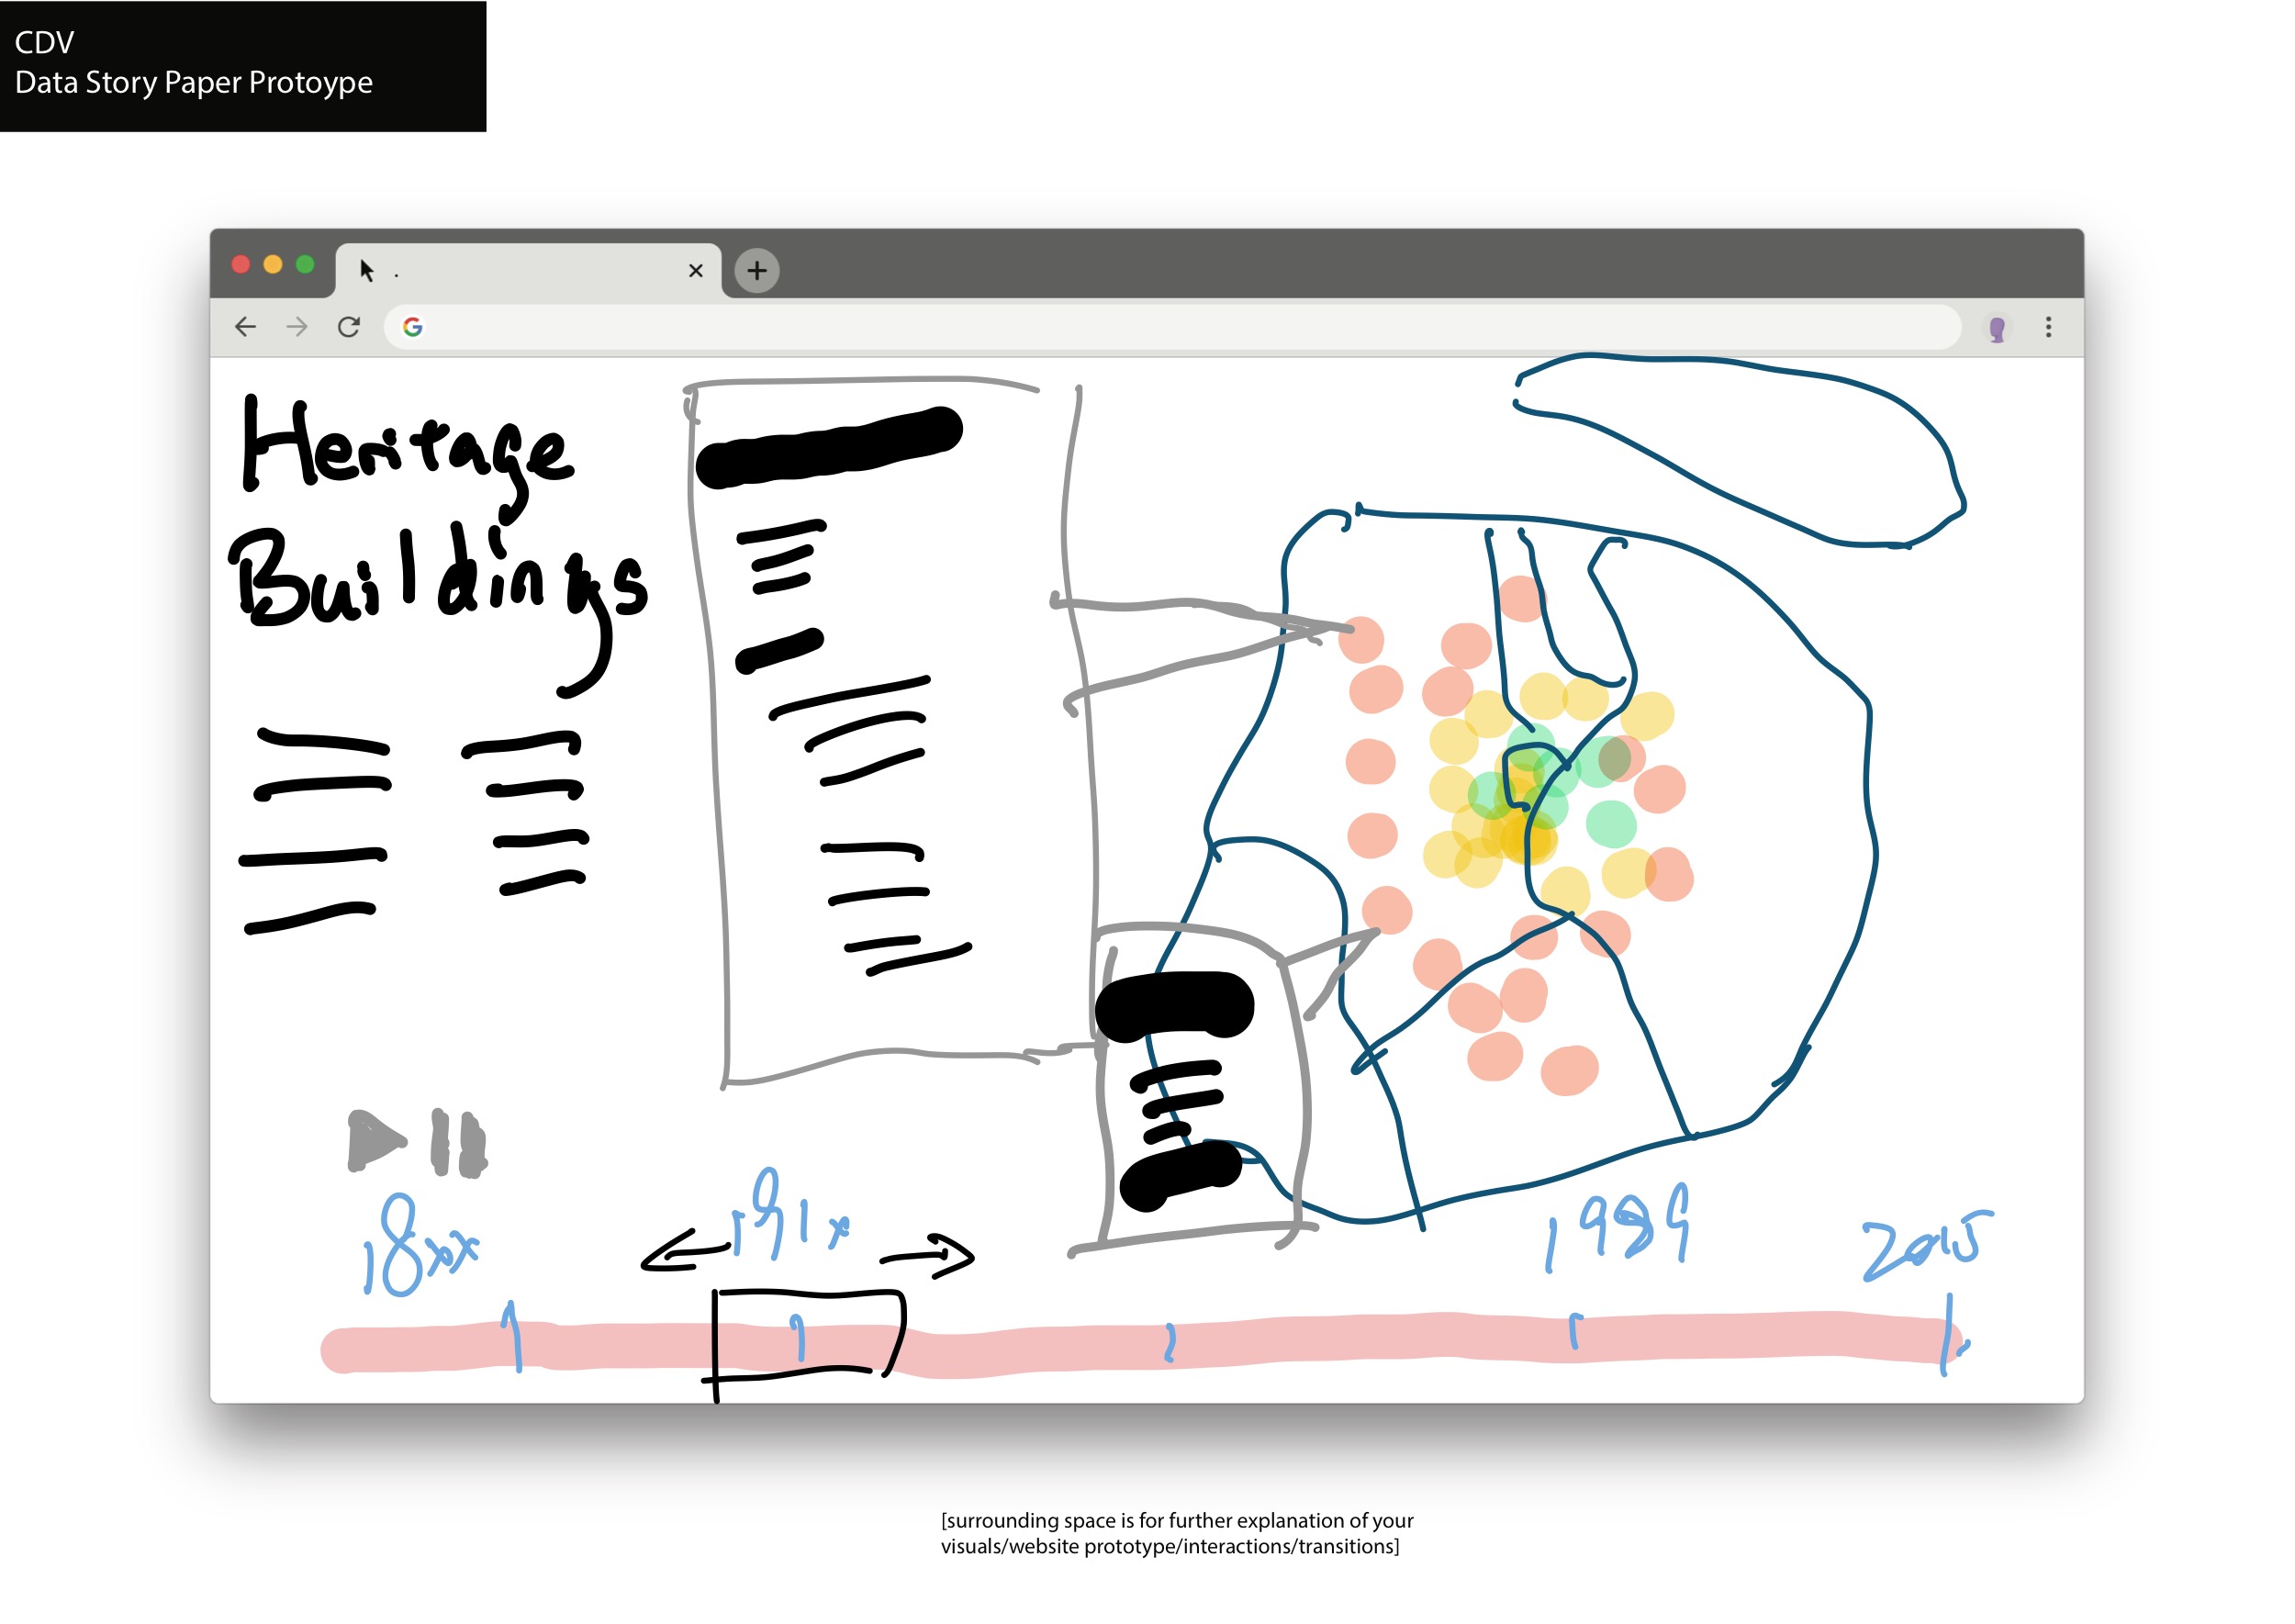 CDV
Data Story Paper Protoype
Heritage
Buildings
18xx
191x
1989
2015
[surrounding space is for further explanation of your
visuals/website prototype/interactions/transitions]